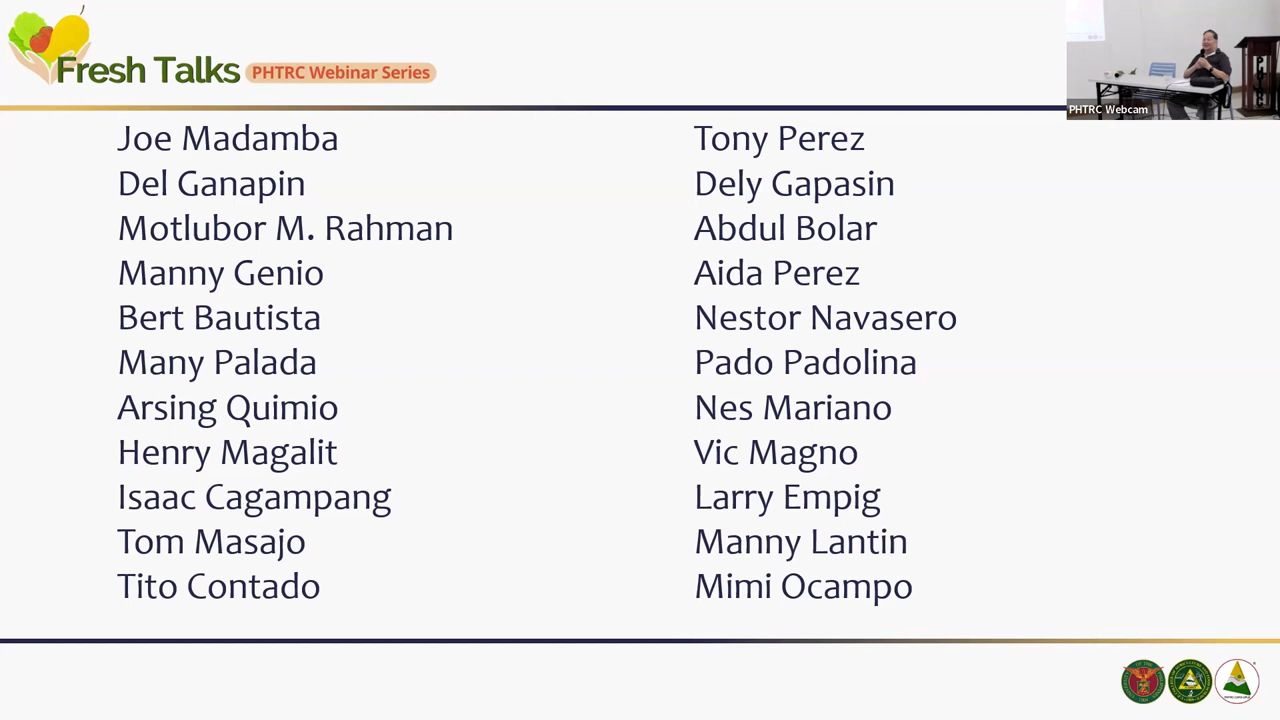 Fresh Talks PHTRC Webinar Series
PHTRC Webcam
Joe Madamba
Del Ganapin
Motlubor M. Rahman
Manny Genio
Bert Bautista
Many Palada
Arsing Quimio
Henry Magalit
Isaac Cagampang
Tom Masajo
Tito Contado
Tony Perez
Dely Gapasin
Abdul Bolar
Aida Perez
Nestor Navasero
Pado Padolina
Nes Mariano
Vic Magno
Larry Empig
Manny Lantin
Mimi Ocampo